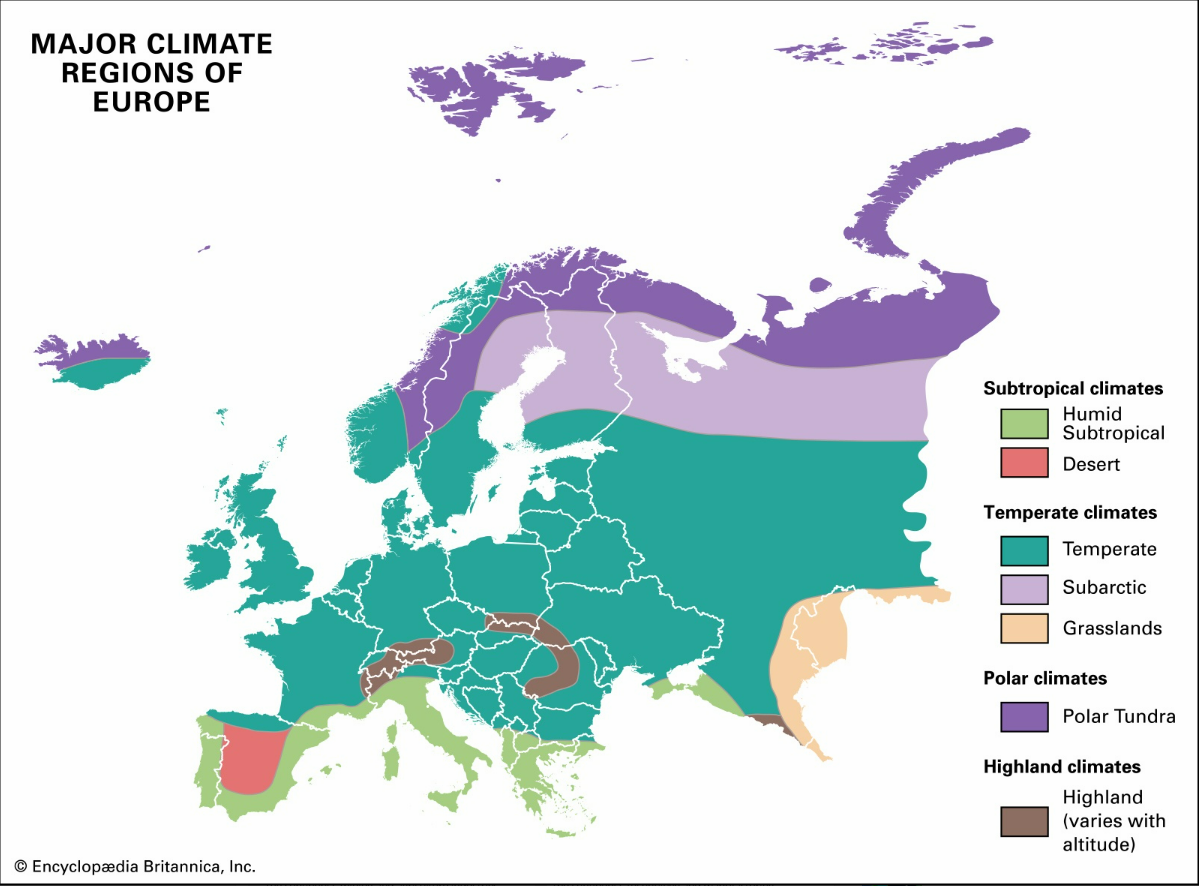 MAJOR CLIMATE
REGIONS OF
EUROPE
Subtropical climates
Humid
Subtropical
Desert
Temperate climates
Temperate
Subarctic
Grasslands
Polar climates
Polar Tundra
Highland climates
Highland
(varies with
altitude)
© Encyclopædia Britannica, Inc.